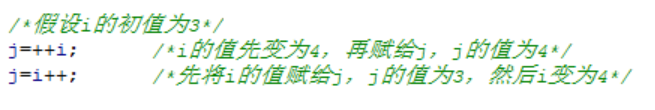 /*假设i的初值为3*/
j=++i; /*i的值先变为4，再赋给j，j的值为4*/
j=i++; /*先将i的值赋给j，j的值为3，然后i变为4*/